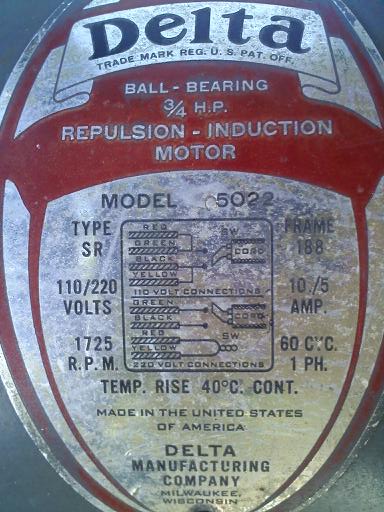 Delta
TRADE MARK REG. U.S. PAT. OFF.
BALL - BEARING
3/4 H.P.
REPULSION - INDUCTION
MOTOR
MODEL 5022
TYPE
SR
110/220
VOLTS
1725
R.P.M.
RED
GREEN
BLACK
YELLOW
SW
CORD
110 VOLT CONNECTIONS
GREEN
BLACK
RED
YELLOW
CORD
SW
220 VOLT CONNECTIONS
FRAME
188
10./5
AMP.
60 CYC.
1 PH.
TEMP. RISE 40°C. CONT.
MADE IN THE UNITED STATES
OF AMERICA
DELTA
MANUFACTURING
COMPANY
MILWAUKEE,
WISCONSIN